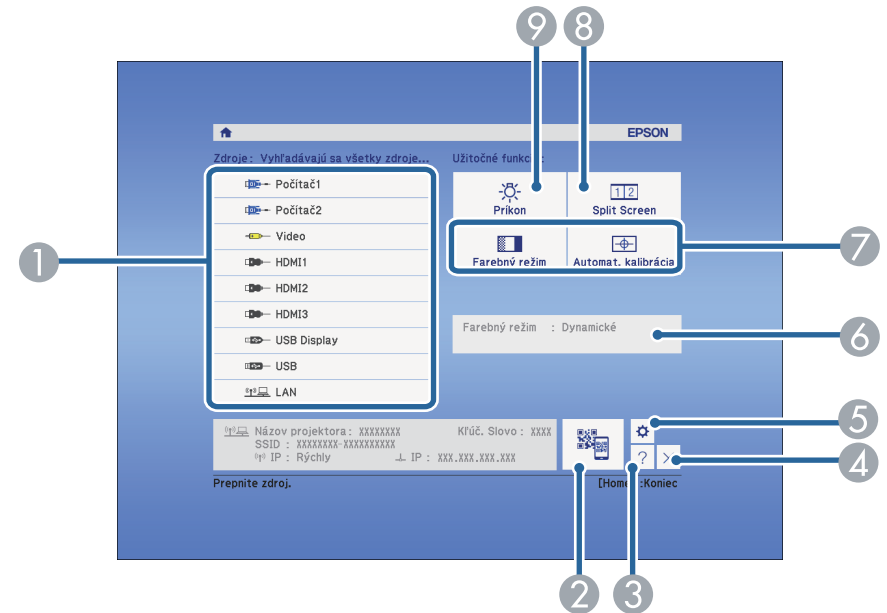 9 8
EPSON
Zdroje: Vyhľadávajú sa všetky zdroje...
Užitočné funkcie:
Počítač1
Počítač2
Video
HDMI1
HDMI2
HDMI3
USB Display
USB
LAN
1
Príkon
Split Screen
1 2
Farebný režim
Automat. kalibrácia
7
Farebný režim : Dynamické
6
Názov projektora: XXXXXXXX
Kľúč. Slovo: XXXX
SSID : XXXXXXXX-XXXXXXXXXX
IP : Rýchly
IP : XXX.XXX.XXX.XXX
5
? >
4
Prepnite zdroj.
:Koniec
2 3